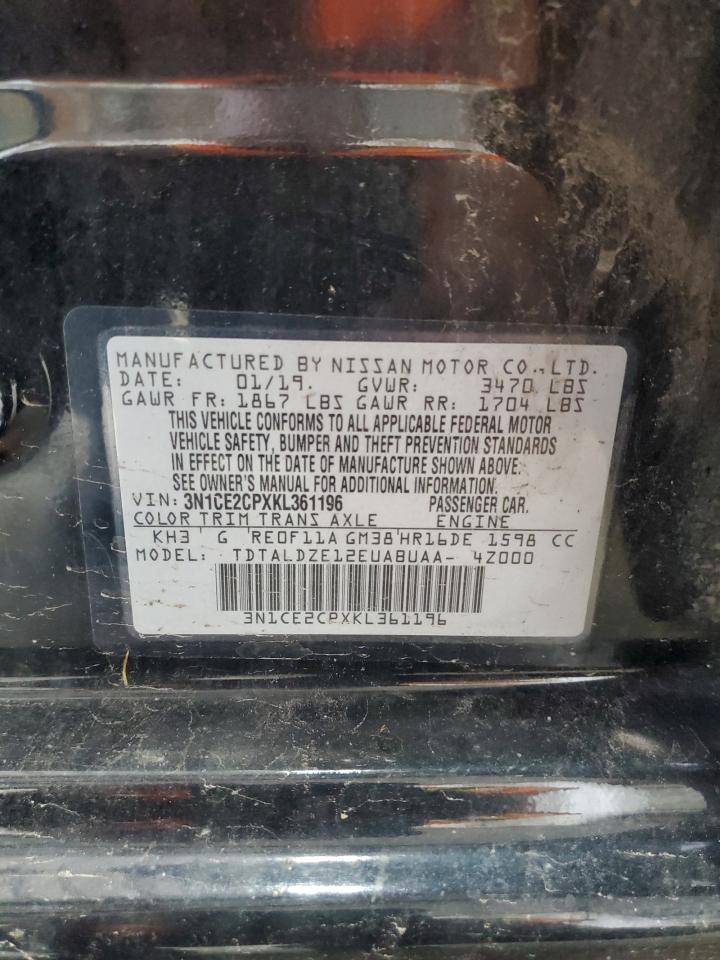 MANUFACTURED BY NISSAN MOTOR CO., LTD.
DATE: 01/19. GVWR: 3470 LBS
GAWR FR: 1867 LBS GAWR RR: 1704 LBS
THIS VEHICLE CONFORMS TO ALL APPLICABLE FEDERAL MOTOR
VEHICLE SAFETY, BUMPER AND THEFT PREVENTION STANDARDS
IN EFFECT ON THE DATE OF MANUFACTURE SHOWN ABOVE.
SEE OWNER'S MANUAL FOR ADDITIONAL INFORMATION.
VIN: 3N1CE2CPXKL361196 PASSENGER CAR.
COLOR TRIM TRANS AXLE ENGINE
KH3 G RE0F11A GM38 HR16DE 1598 CC
MODEL: TDTALDZE12EUABUAA- 4Z000
3N1CE2CPXKL361196